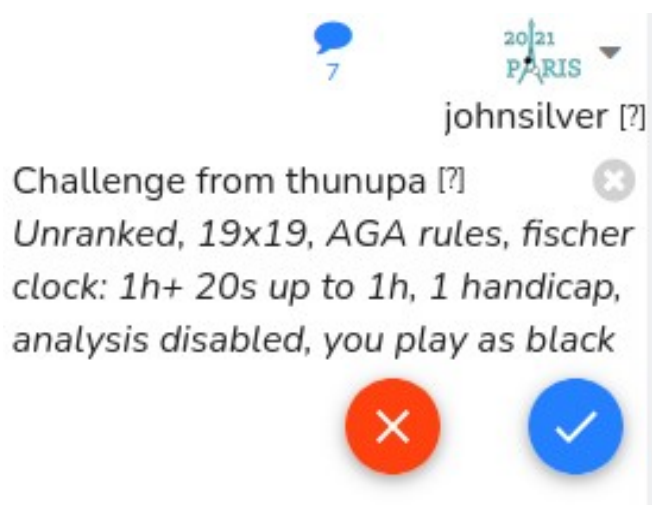 7
20 21
PARIS
johnsilver [?]
Challenge from thunupa [?]
Unranked, 19x19, AGA rules, fischer
clock: 1h+ 20s up to 1h, 1 handicap,
analysis disabled, you play as black